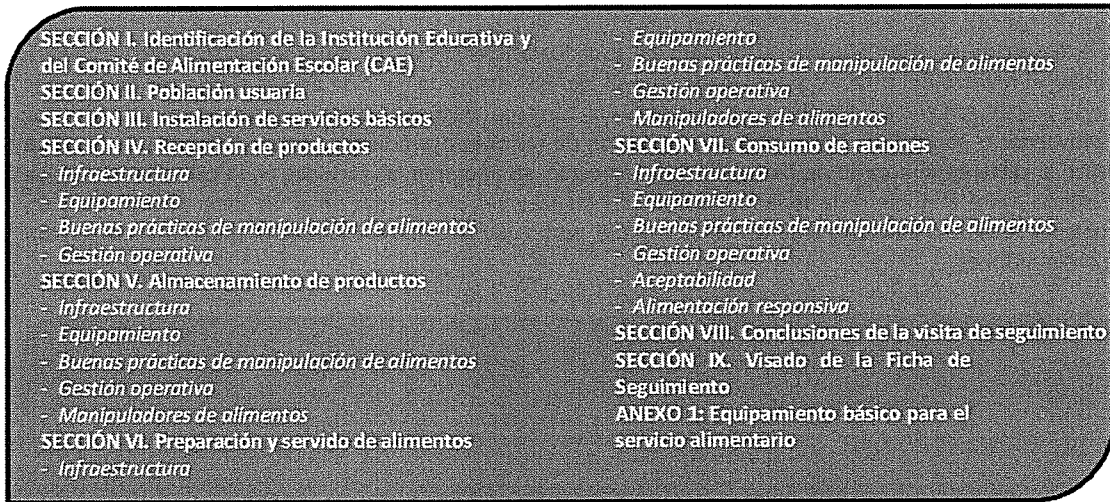 SECCIÓN I. Identificación de la Institución Educativa y
del Comité de Alimentación Escolar (CAE)
SECCIÓN II. Población usuaria
SECCIÓN III. Instalación de servicios básicos
SECCIÓN IV. Recepción de productos
- Infraestructura
- Equipamiento
- Buenas prácticas de manipulación de alimentos
- Gestión operativa
SECCIÓN V. Almacenamiento de productos
- Infraestructura
- Equipamiento
- Buenas prácticas de manipulación de alimentos
- Gestión operativa
- Manipuladores de alimentos
SECCIÓN VI. Preparación y servido de alimentos
- Infraestructura
- Equipamiento
- Buenas prácticas de manipulación de alimentos
- Gestión operativa
- Manipuladores de alimentos
SECCIÓN VII. Consumo de raciones
- Infraestructura
- Equipamiento
- Buenas prácticas de manipulación de alimentos
- Gestión operativa
- Aceptabilidad
- Alimentación responsiva
SECCIÓN VIII. Conclusiones de la visita de seguimiento
SECCIÓN IX. Visado de la Ficha de
Seguimiento
ANEXO 1: Equipamiento básico para el
servicio alimentario